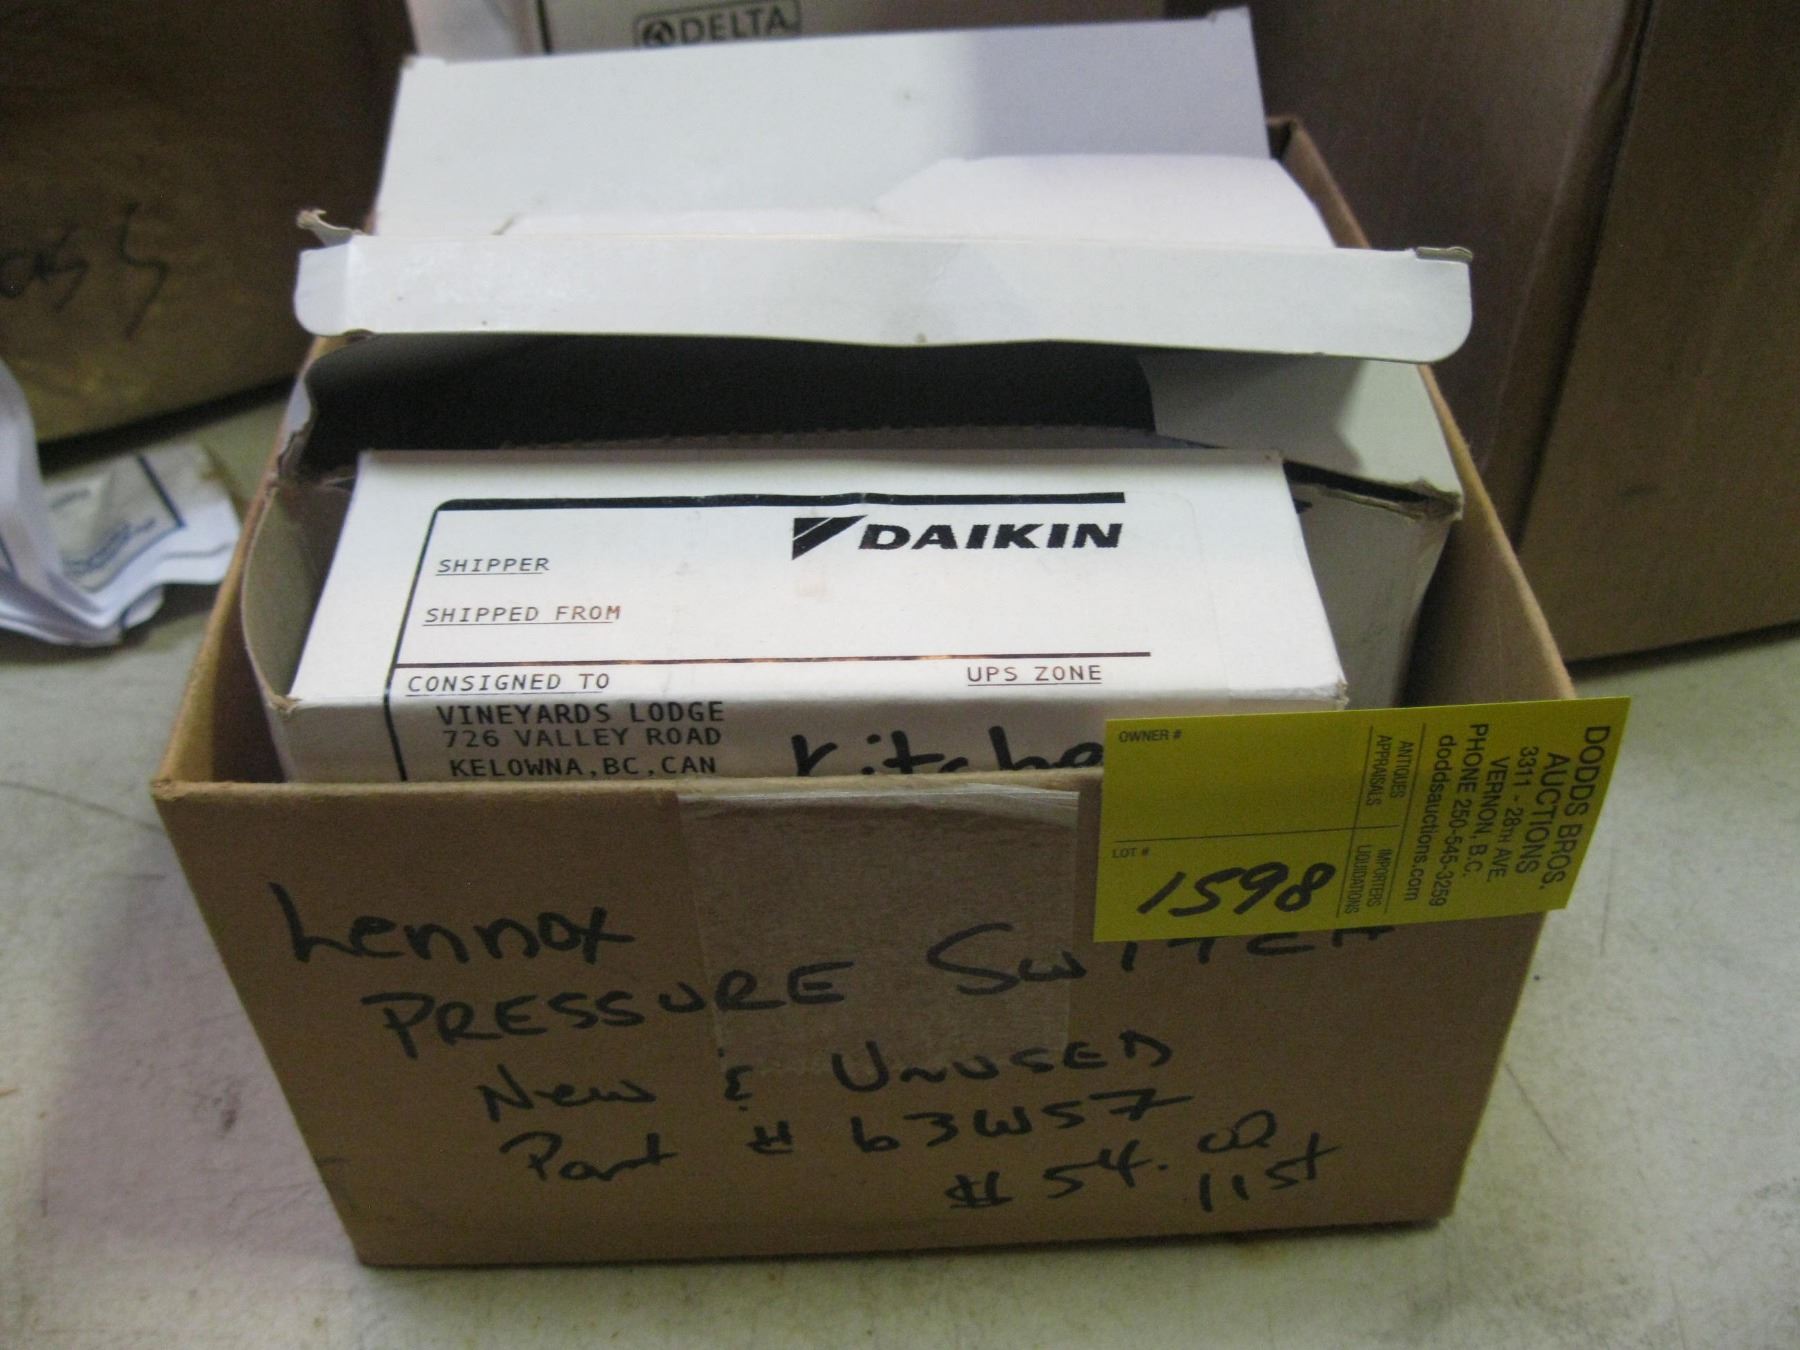 DELTA
DAIKIN
SHIPPER
SHIPPED FROM
CONSIGNED TO
UPS ZONE
VINEYARDS LODGE
726 VALLEY ROAD
KELOWNA, BC, CAN
Kitche
OWNER #
LOT #
1598
ANTIQUES
APPRAISALS
IMPORTERS
LIQUIDATIONS
DODDS BROS.
AUCTIONS
3311 - 28TH AVE.
VERNON, B.C.
PHONE 250-545-3259
doddsauctions.com
Lennox
PRESSURE SWITCH
New & UNUSED
Part # 63W57
$54.00
list